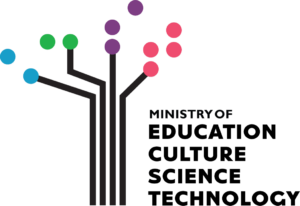 MINISTRY OF
EDUCATION
CULTURE
SCIENCE
TECHNOLOGY